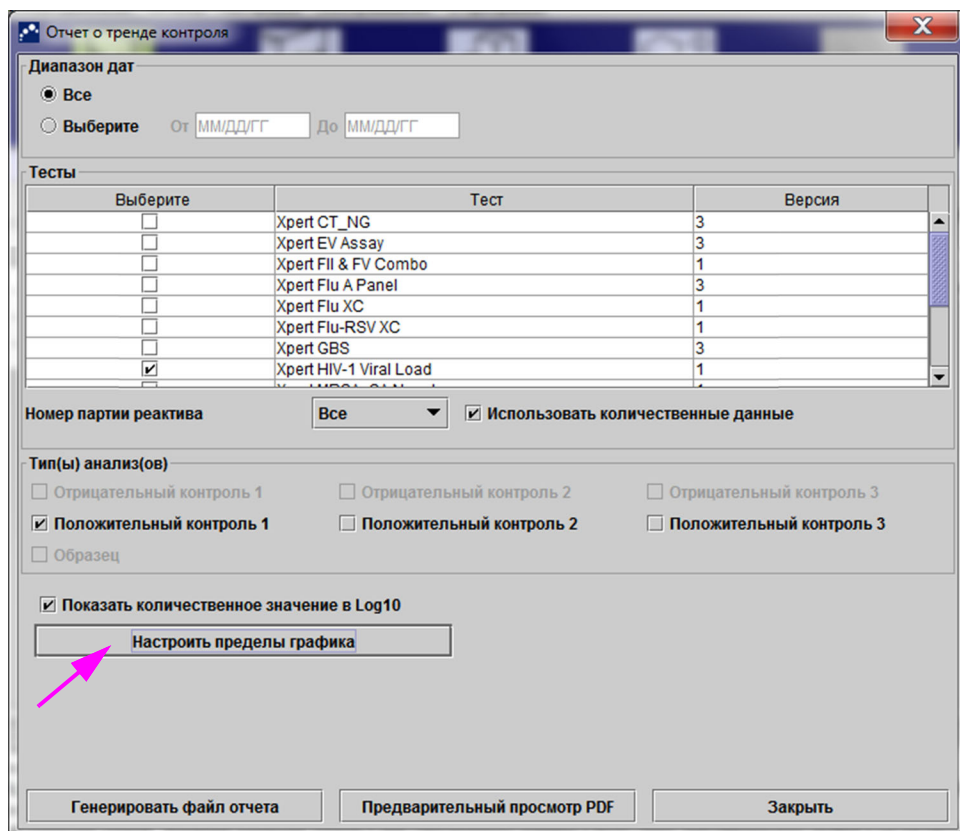 Отчет о тренде контроля
Диапазон дат
Все
Выберите От ММ/ДД/ГГ До ММ/ДД/ГГ
Тесты
Выберите Тест Версия
Xpert CT_NG 3
Xpert EV Assay 3
Xpert FII & FV Combo 1
Xpert Flu A Panel 3
Xpert Flu XC 1
Xpert Flu-RSV XC 1
Xpert GBS 3
Xpert HIV-1 Viral Load 1
Номер партии реактива Все Использовать количественные данные
Тип(ы) анализ(ов)
Отрицательный контроль 1 Отрицательный контроль 2 Отрицательный контроль 3
Положительный контроль 1 Положительный контроль 2 Положительный контроль 3
Образец
Показать количественное значение в Log10
Настроить пределы графика
Генерировать файл отчета Предварительный просмотр PDF Закрыть